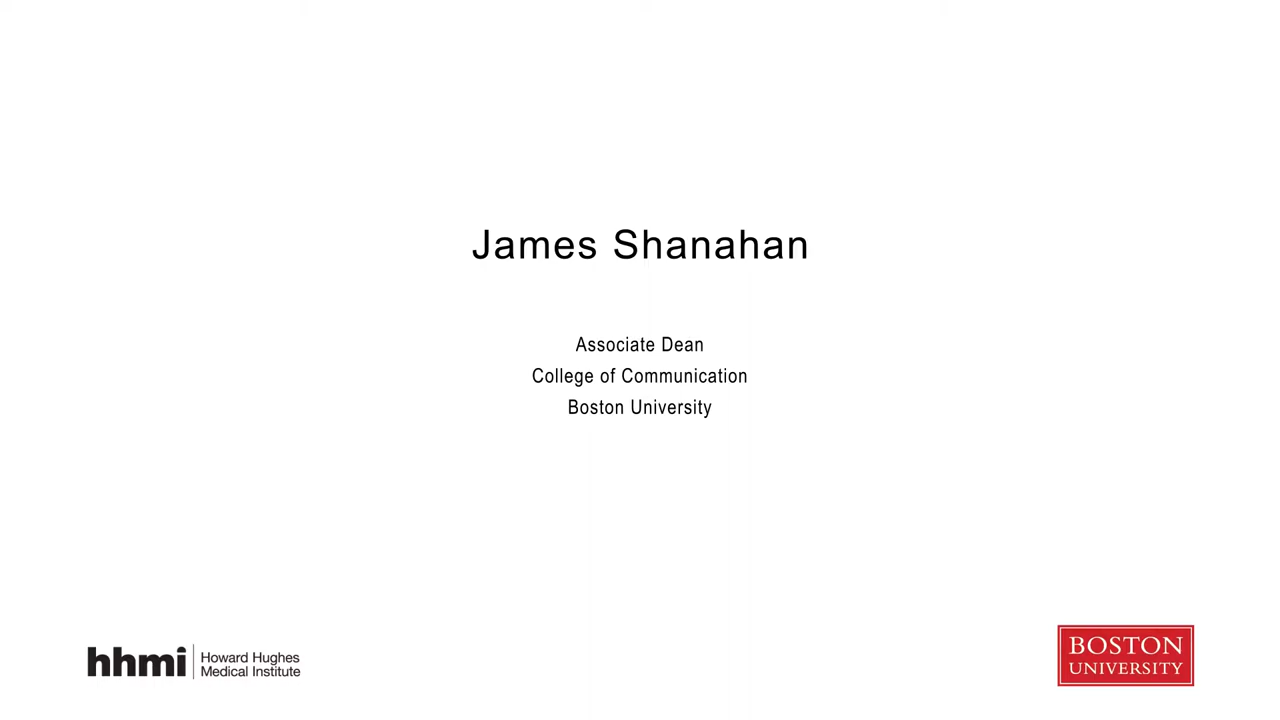 James Shanahan
Associate Dean
College of Communication
Boston University
hhmi
Howard Hughes
Medical Institute
BOSTON
UNIVERSITY